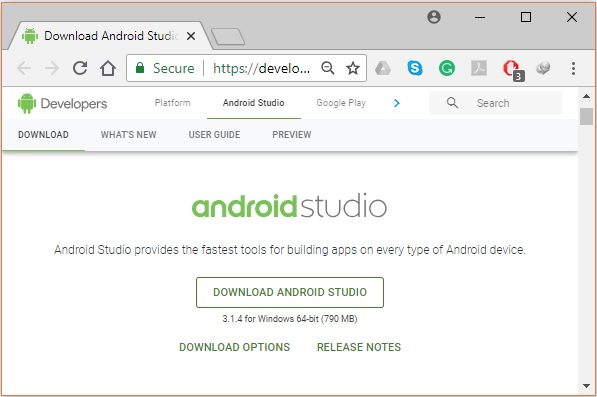 Download Android Studio
Secure https://develo...
3
Developers Platform Android Studio Google Play Search
DOWNLOAD WHAT'S NEW USER GUIDE PREVIEW
androidstudio
Android Studio provides the fastest tools for building apps on every type of Android device.
DOWNLOAD ANDROID STUDIO
3.1.4 for Windows 64-bit (790 MB)
DOWNLOAD OPTIONS RELEASE NOTES